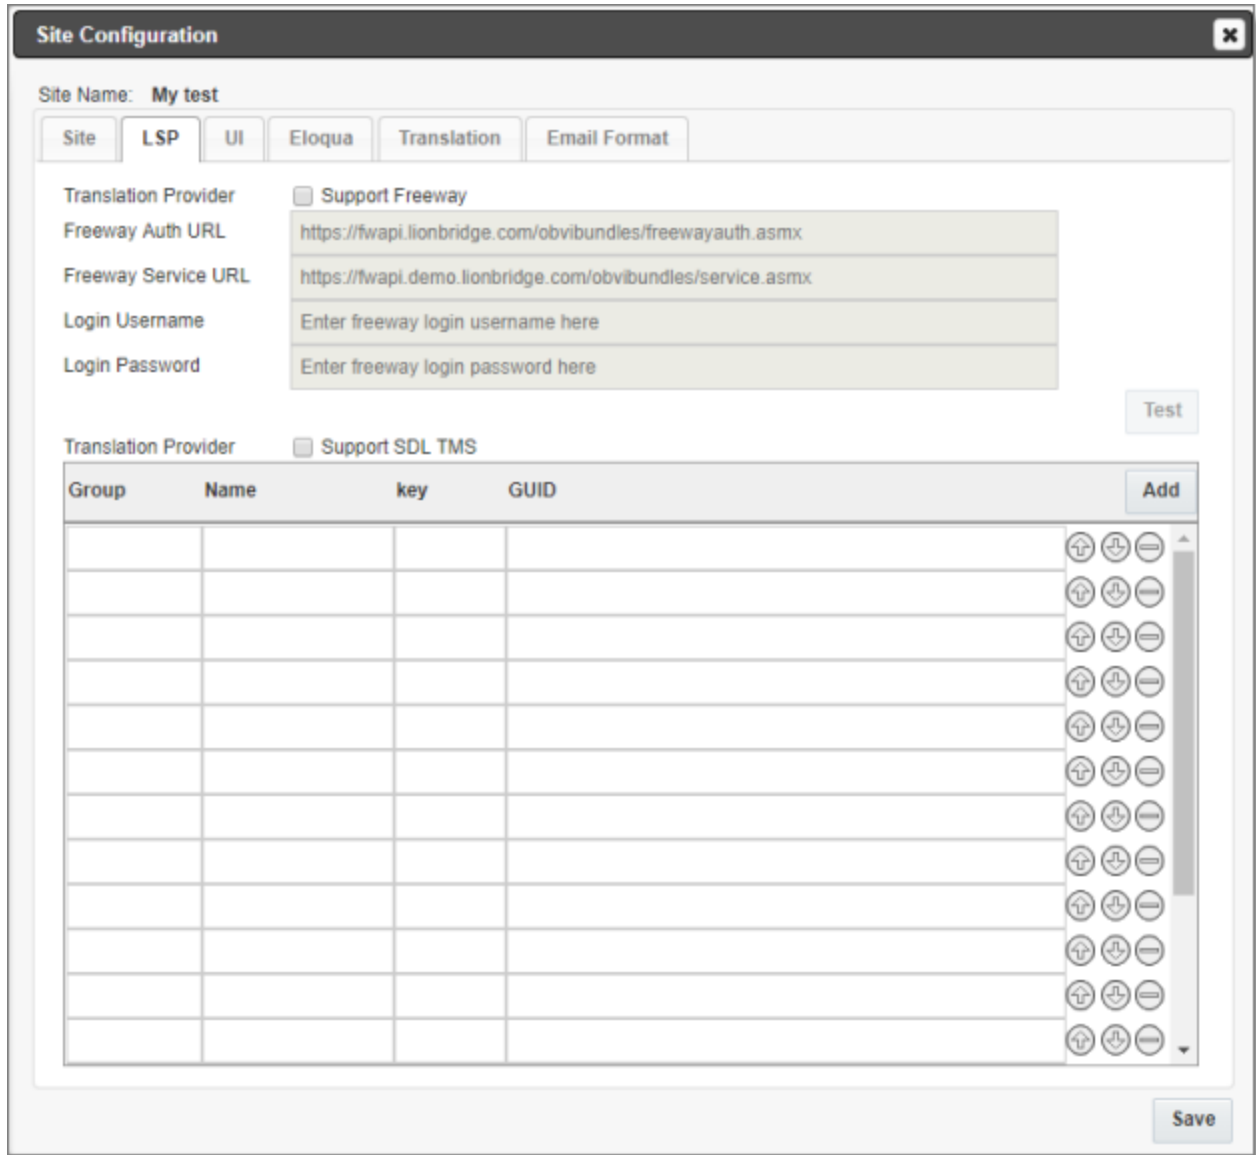 Site Configuration
Site Name: My test
Site LSP UI Eloqua Translation Email Format
Translation Provider Support Freeway
Freeway Auth URL https://fwapi.lionbridge.com/obvibundles/freewayauth.asmx
Freeway Service URL https://fwapi.demo.lionbridge.com/obvibundles/service.asmx
Login Username Enter freeway login username here
Login Password Enter freeway login password here
Test
Translation Provider Support SDL TMS
Group Name key GUID Add
Save